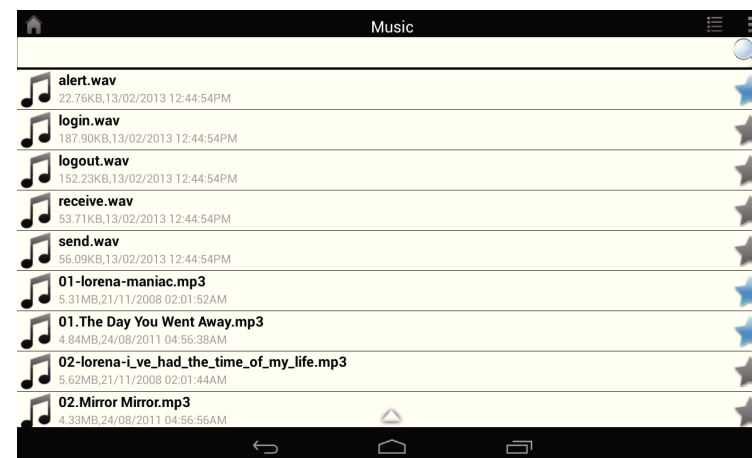 Music
alert.wav
22.76KB,13/02/2013 12:44:54PM
login.wav
187.90KB,13/02/2013 12:44:54PM
logout.wav
152.23KB,13/02/2013 12:44:54PM
receive.wav
53.71KB,13/02/2013 12:44:54PM
send.wav
56.09KB,13/02/2013 12:44:54PM
01-lorena-maniac.mp3
5.31MB,21/11/2008 02:01:52AM
01.The Day You Went Away.mp3
4.84MB,24/08/2011 04:56:38AM
02-lorena-i_ve_had_the_time_of_my_life.mp3
5.62MB,21/11/2008 02:01:44AM
02.Mirror Mirror.mp3
4.33MB,24/08/2011 04:56:56AM